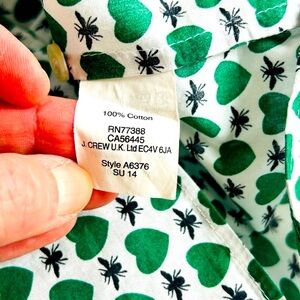 100% Cotton
RN77388
CA56445
J.CREW U.K. Ltd EC4V 6JA
Style A6376
SU 14